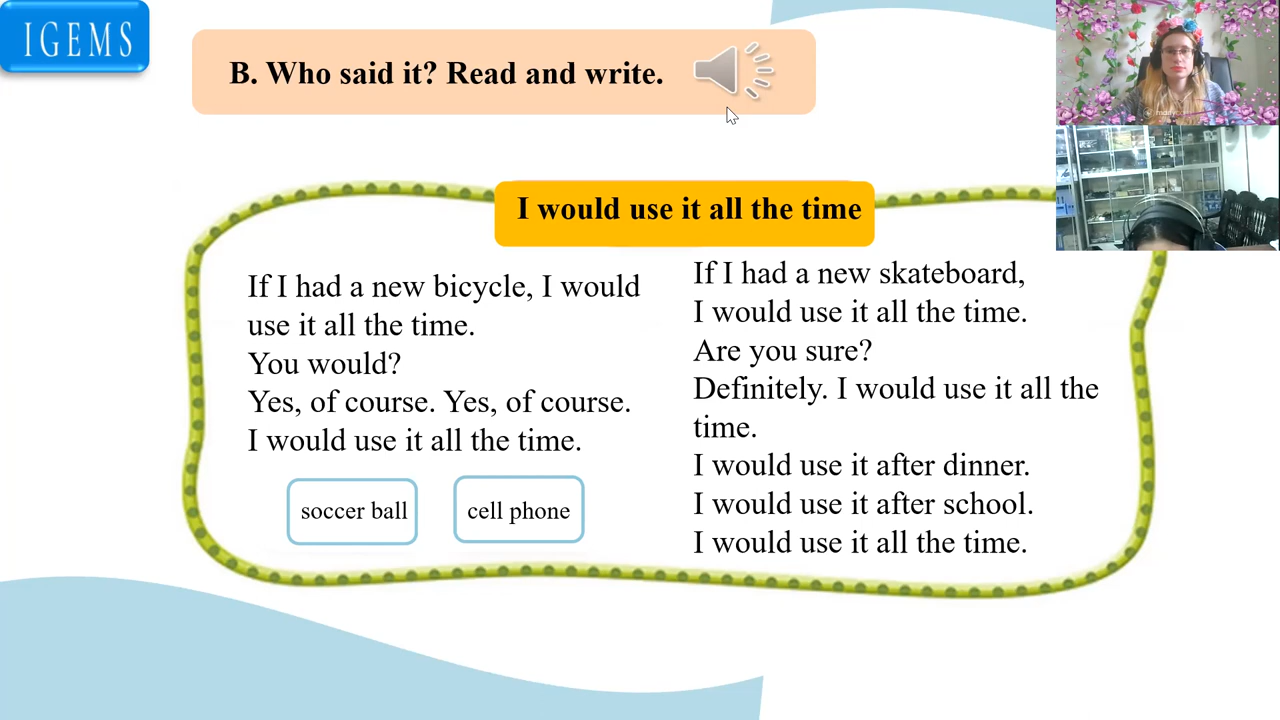 IGEMS
B. Who said it? Read and write.
I would use it all the time
If I had a new bicycle, I would
use it all the time.
You would?
Yes, of course. Yes, of course.
I would use it all the time.
soccer ball
cell phone
If I had a new skateboard,
I would use it all the time.
Are you sure?
Definitely. I would use it all the
time.
I would use it after dinner.
I would use it after school.
I would use it all the time.